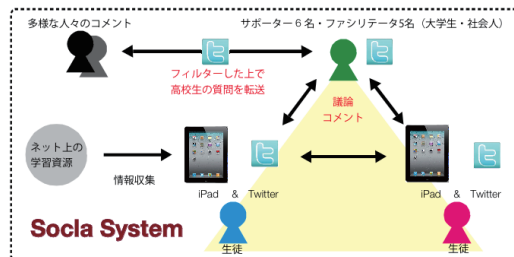 多様な人々のコメント
サポーター６名・ファシリテータ5名（大学生・社会人）
フィルターした上で
高校生の質問を転送
議論
コメント
ネット上の
学習資源
情報収集
iPad & Twitter
iPad & Twitter
Socla System
生徒
生徒